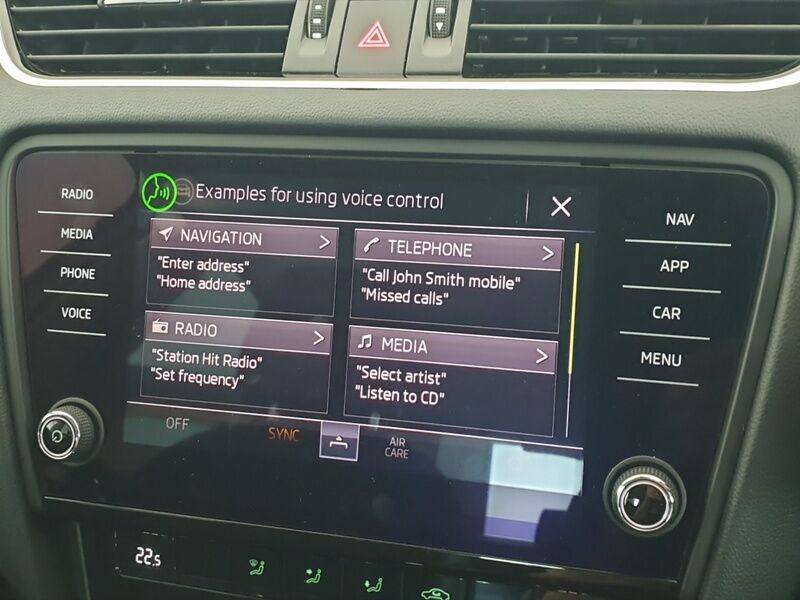 RADIO
MEDIA
PHONE
VOICE
Examples for using voice control
NAVIGATION
"Enter address"
"Home address"
TELEPHONE
"Call John Smith mobile"
"Missed calls"
RADIO
"Station Hit Radio"
"Set frequency"
MEDIA
"Select artist"
"Listen to CD"
OFF
SYNC
AIR
CARE
NAV
APP
CAR
MENU
22.5